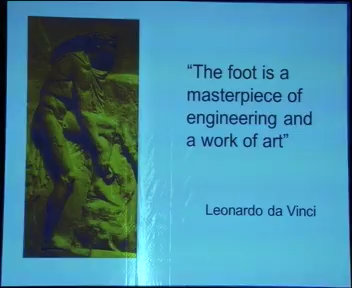 “The foot is a
masterpiece of
engineering and
a work of art”
Leonardo da Vinci